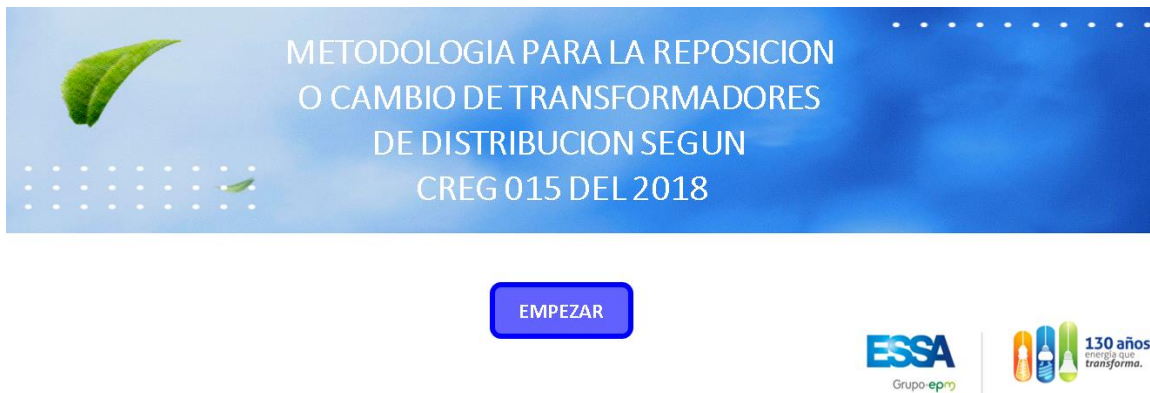 METODOLOGIA PARA LA REPOSICION
O CAMBIO DE TRANSFORMADORES
DE DISTRIBUCION SEGUN
CREG 015 DEL 2018
EMPEZAR
ESSA
Grupo·epm
130 años
energía que
transforma.